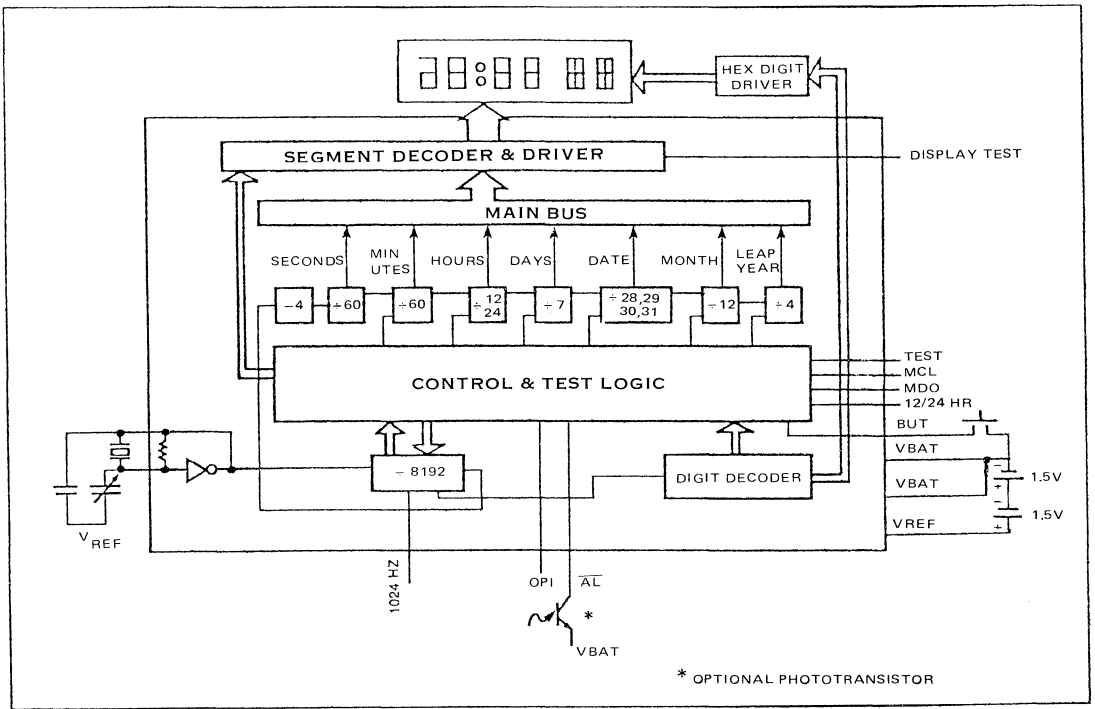 HEX DIGIT
DRIVER
SEGMENT DECODER & DRIVER
DISPLAY TEST
MAIN BUS
SECONDS
MIN
UTES
HOURS
DAYS
DATE
MONTH
LEAP
YEAR
−4
÷60
÷60
÷ 12
24
÷7
÷ 28,29
30,31
÷12
÷4
CONTROL & TEST LOGIC
TEST
MCL
MDO
12/24 HR
BUT
VBAT
÷ 8192
DIGIT DECODER
VBAT
VREF
− 1.5V +
− 1.5V +
VREF
1024 HZ
OPI
AL
*
VBAT
* OPTIONAL PHOTOTRANSISTOR